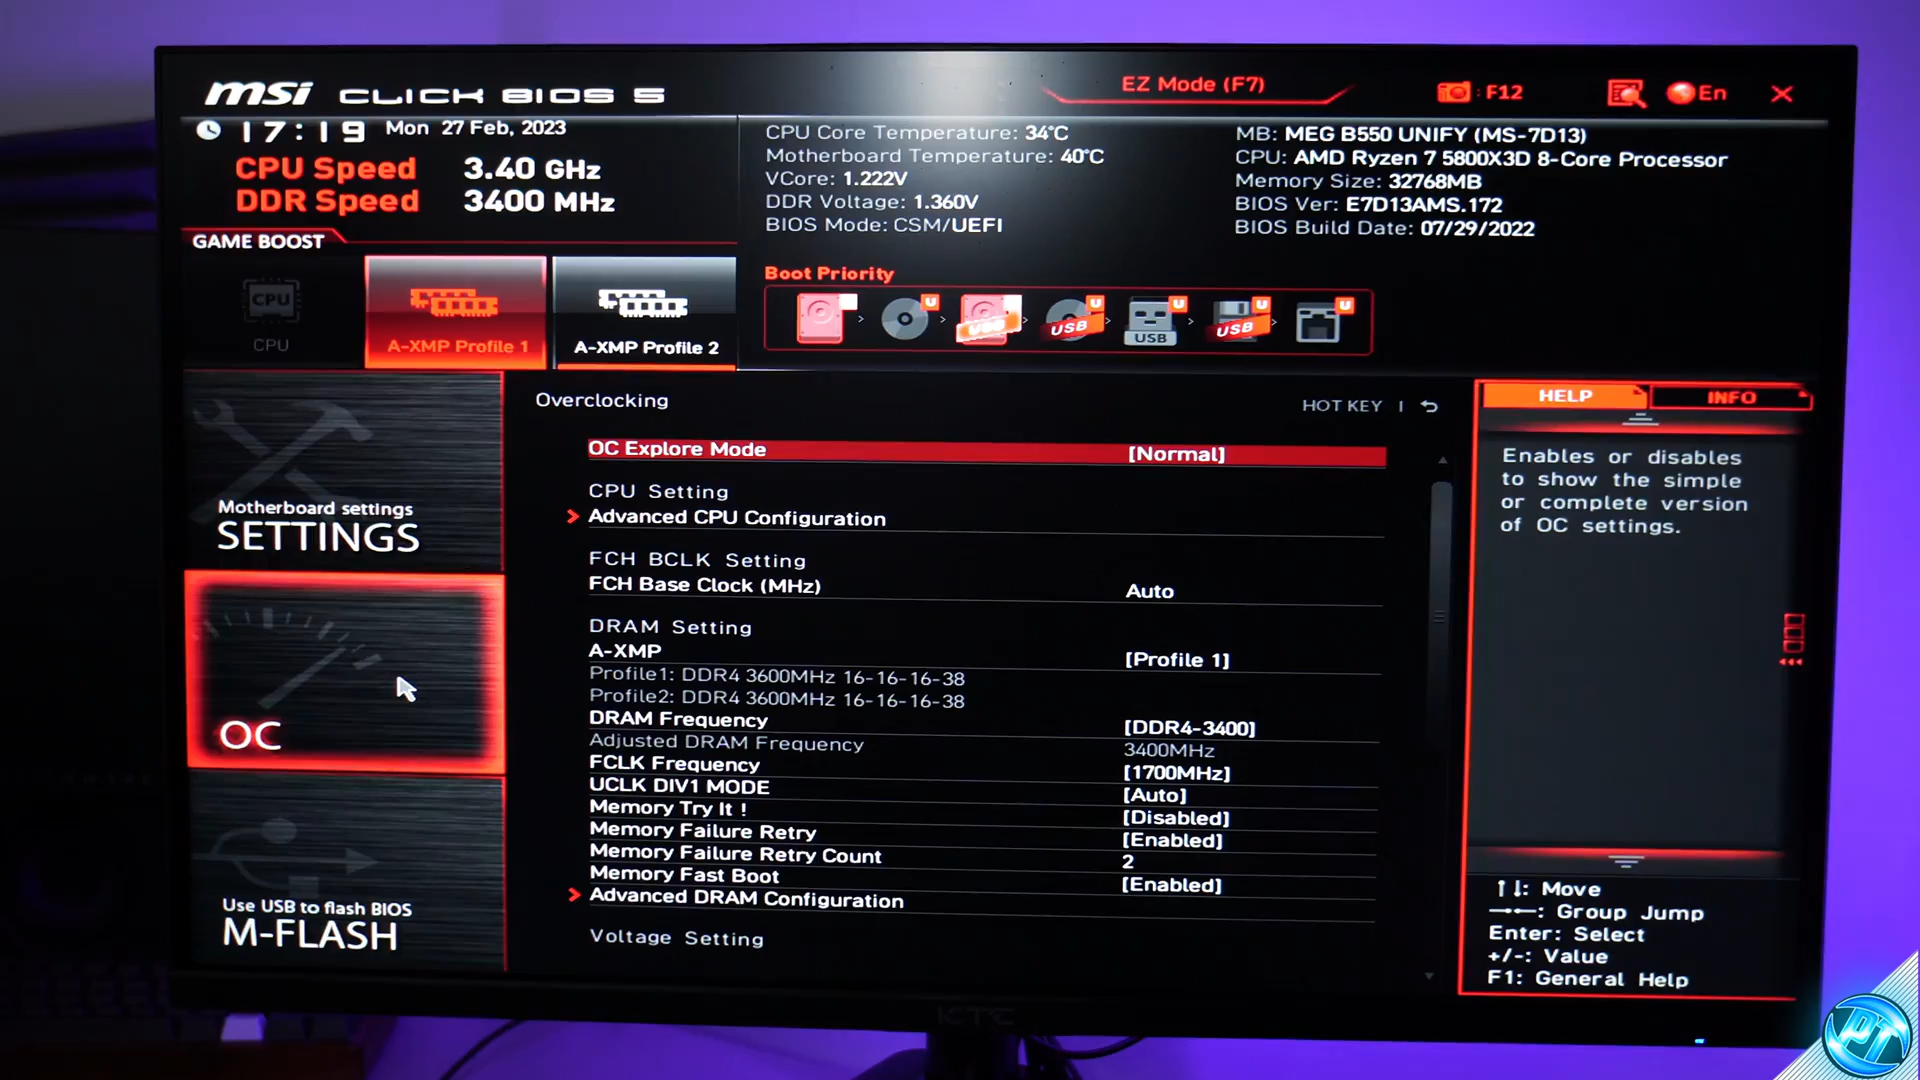 msi CLICK BIOS 5
EZ Mode (F7)
: F12
En
17:19 Mon 27 Feb, 2023
CPU Speed 3.40 GHz
DDR Speed 3400 MHz
CPU Core Temperature: 34°C
Motherboard Temperature: 40°C
VCore: 1.222V
DDR Voltage: 1.360V
BIOS Mode: CSM/UEFI
MB: MEG B550 UNIFY (MS-7D13)
CPU: AMD Ryzen 7 5800X3D 8-Core Processor
Memory Size: 32768MB
BIOS Ver: E7D13AMS.172
BIOS Build Date: 07/29/2022
GAME BOOST
CPU
CPU
A-XMP Profile 1
A-XMP Profile 2
Boot Priority
U
USB
U
USB
U
USB
U
USB
U
U
Motherboard settings
SETTINGS
OC
Use USB to flash BIOS
M-FLASH
Overclocking
HOT KEY |
OC Explore Mode [Normal]
CPU Setting
> Advanced CPU Configuration
FCH BCLK Setting
FCH Base Clock (MHz) Auto
DRAM Setting
A-XMP [Profile 1]
Profile1: DDR4 3600MHz 16-16-16-38
Profile2: DDR4 3600MHz 16-16-16-38
DRAM Frequency [DDR4-3400]
Adjusted DRAM Frequency 3400MHz
FCLK Frequency [1700MHz]
UCLK DIV1 MODE [Auto]
Memory Try It ! [Disabled]
Memory Failure Retry [Enabled]
Memory Failure Retry Count 2
Memory Fast Boot [Enabled]
> Advanced DRAM Configuration
Voltage Setting
HELP
INFO
Enables or disables
to show the simple
or complete version
of OC settings.
↑↓: Move
→←: Group Jump
Enter: Select
+/-: Value
F1: General Help
KTC
PT